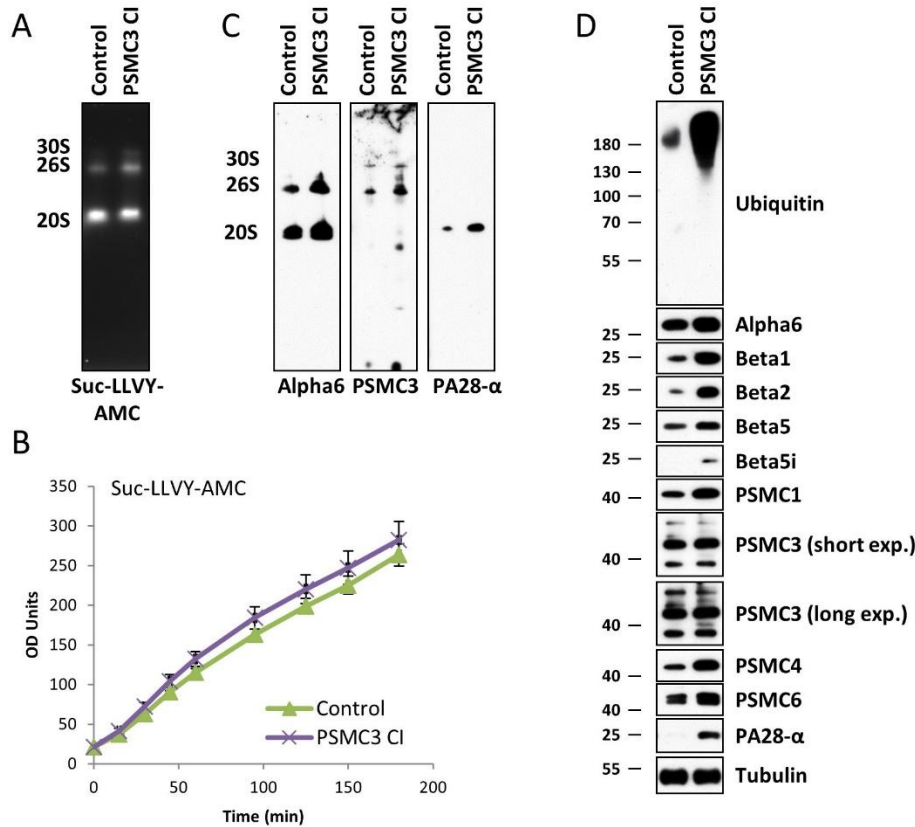 A
Control
PSMC3 CI
30S
26S
20S
Suc-LLVY-
AMC
C
Control
PSMC3 CI
Control
PSMC3 CI
Control
PSMC3 CI
30S
26S
20S
Alpha6
PSMC3
PA28-α
B
Suc-LLVY-AMC
350
300
250
200
150
100
50
0
OD Units
0
50
100
150
200
Time (min)
Control
PSMC3 CI
D
Control
PSMC3 CI
180
130
100
70
55
Ubiquitin
25
Alpha6
25
Beta1
25
Beta2
25
Beta5
25
Beta5i
40
PSMC1
40
PSMC3 (short exp.)
40
PSMC3 (long exp.)
40
PSMC4
40
PSMC6
25
PA28-α
55
Tubulin